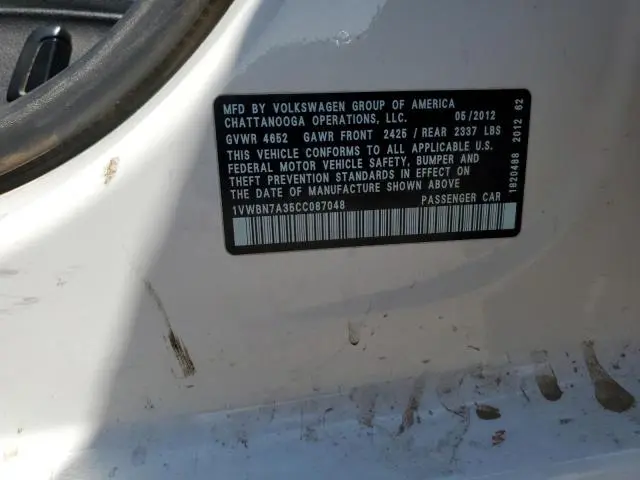 MFD BY VOLKSWAGEN GROUP OF AMERICA
CHATTANOOGA OPERATIONS, LLC. 05/2012
GVWR 4652 GAWR FRONT 2425 / REAR 2337 LBS
THIS VEHICLE CONFORMS TO ALL APPLICABLE U.S.
FEDERAL MOTOR VEHICLE SAFETY, BUMPER AND
THEFT PREVENTION STANDARDS IN EFFECT ON
THE DATE OF MANUFACTURE SHOWN ABOVE
1VWBN7A35CC087048 PASSENGER CAR
1B20488 2012 62